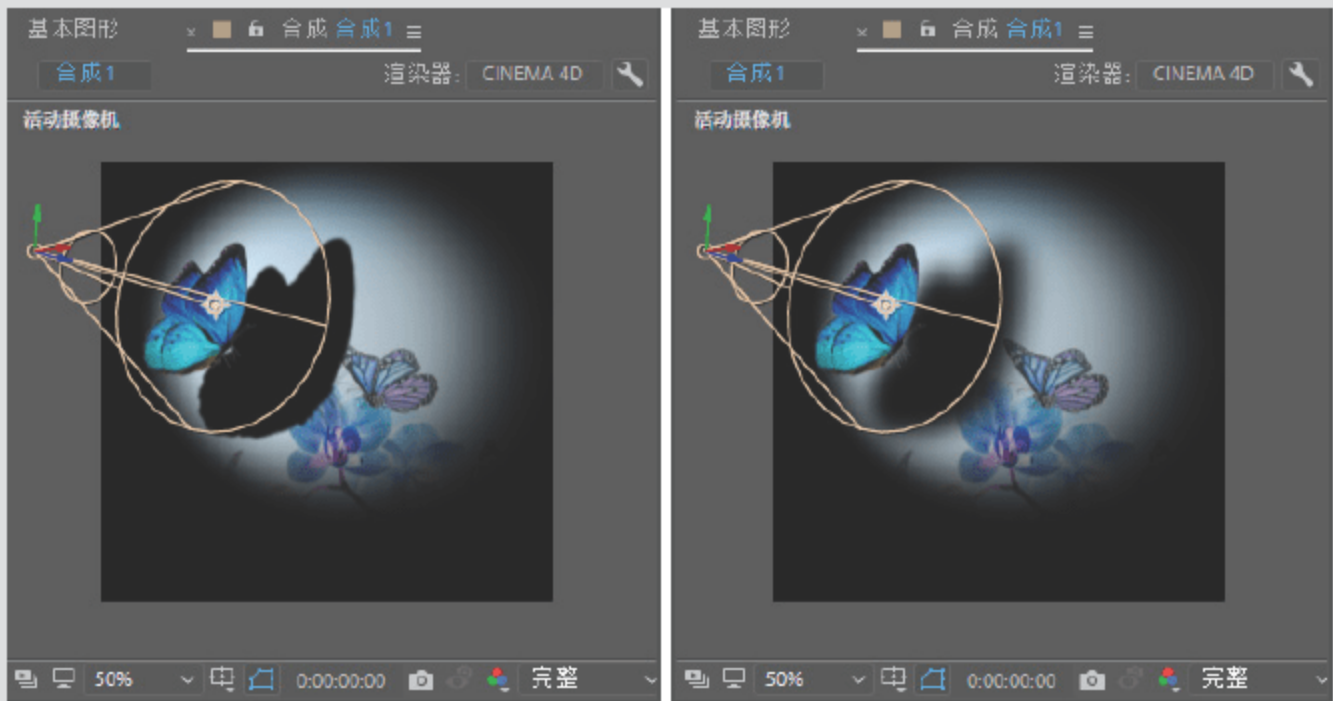 基本图形
× 合成 合成1 ≡
合成1
渲染器: CINEMA 4D
活动摄像机
50%
0:00:00:00
完整
基本图形
× 合成 合成1 ≡
合成1
渲染器: CINEMA 4D
活动摄像机
50%
0:00:00:00
完整